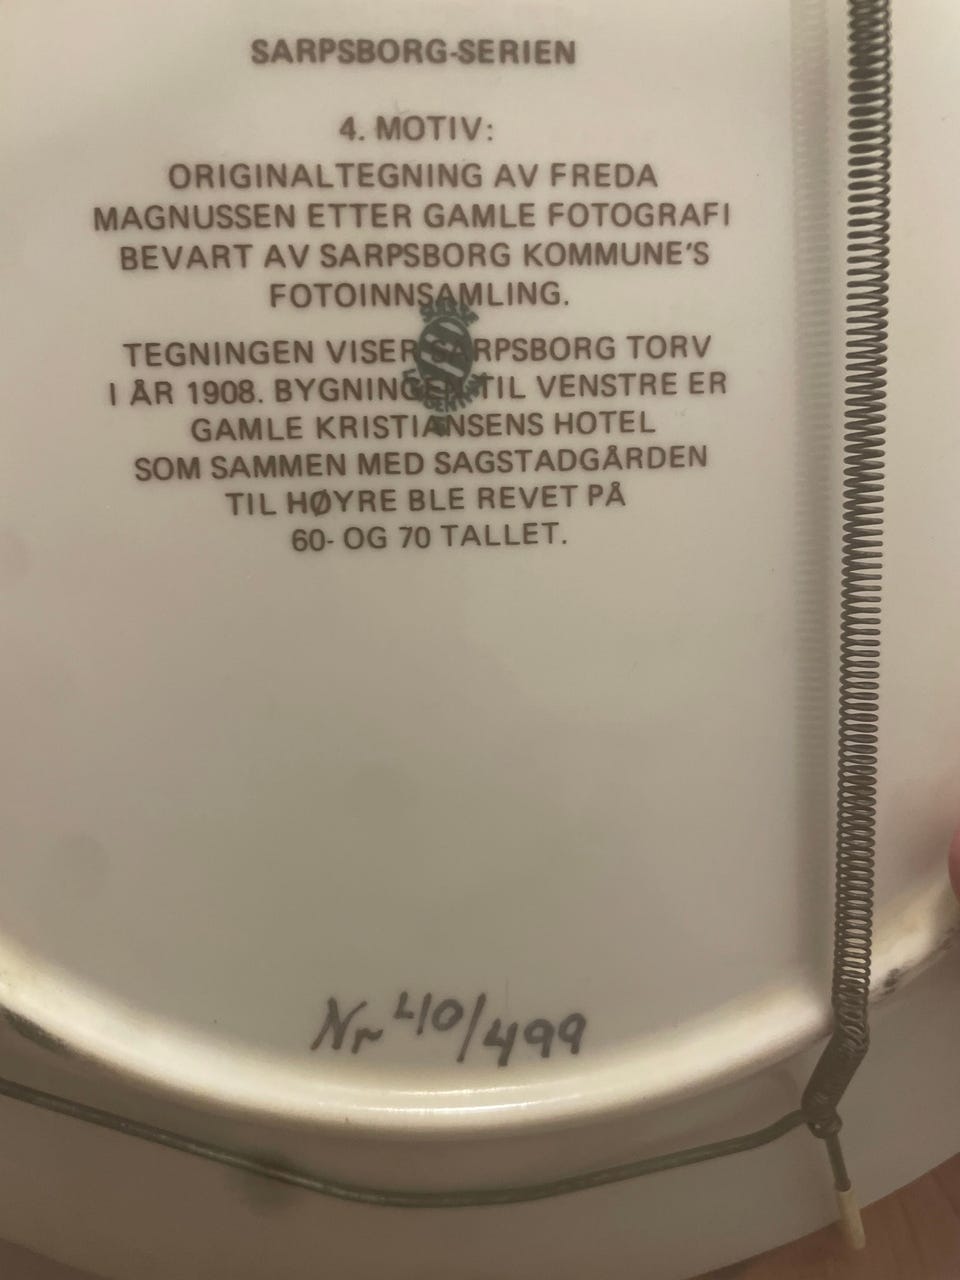 SARPSBORG-SERIEN
4. MOTIV:
ORIGINALTEGNING AV FREDA
MAGNUSSEN ETTER GAMLE FOTOGRAFI
BEVART AV SARPSBORG KOMMUNE'S
FOTOINNSAMLING.
TEGNINGEN VISER SARPSBORG TORV
I ÅR 1908. BYGNINGEN TIL VENSTRE ER
GAMLE KRISTIANSENS HOTEL
SOM SAMMEN MED SAGSTADGÅRDEN
TIL HØYRE BLE REVET PÅ
60- OG 70 TALLET.
Nr 410/499